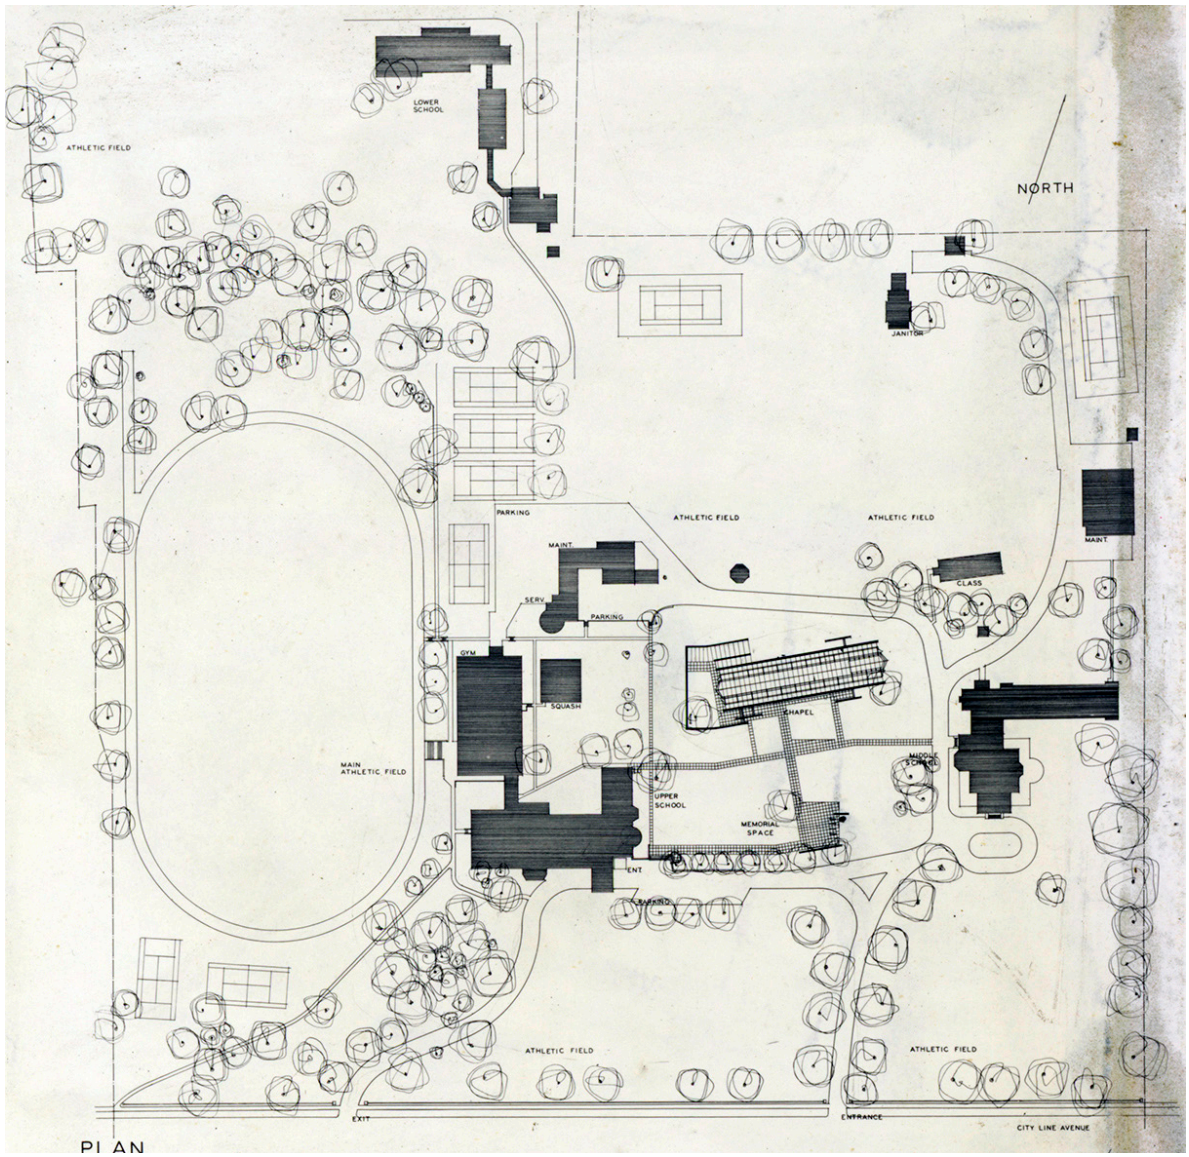 LOWER
SCHOOL
ATHLETIC FIELD
NORTH
JANITOR
PARKING
ATHLETIC FIELD
ATHLETIC FIELD
MAINT.
MAINT.
CLASS
SERV.
PARKING
GYM
SQUASH
CHAPEL
MAIN
ATHLETIC FIELD
MIDDLE
SCHOOL
UPPER
SCHOOL
MEMORIAL
SPACE
ENT.
PARKING
ATHLETIC FIELD
ATHLETIC FIELD
EXIT
ENTRANCE
CITY LINE AVENUE
PLAN